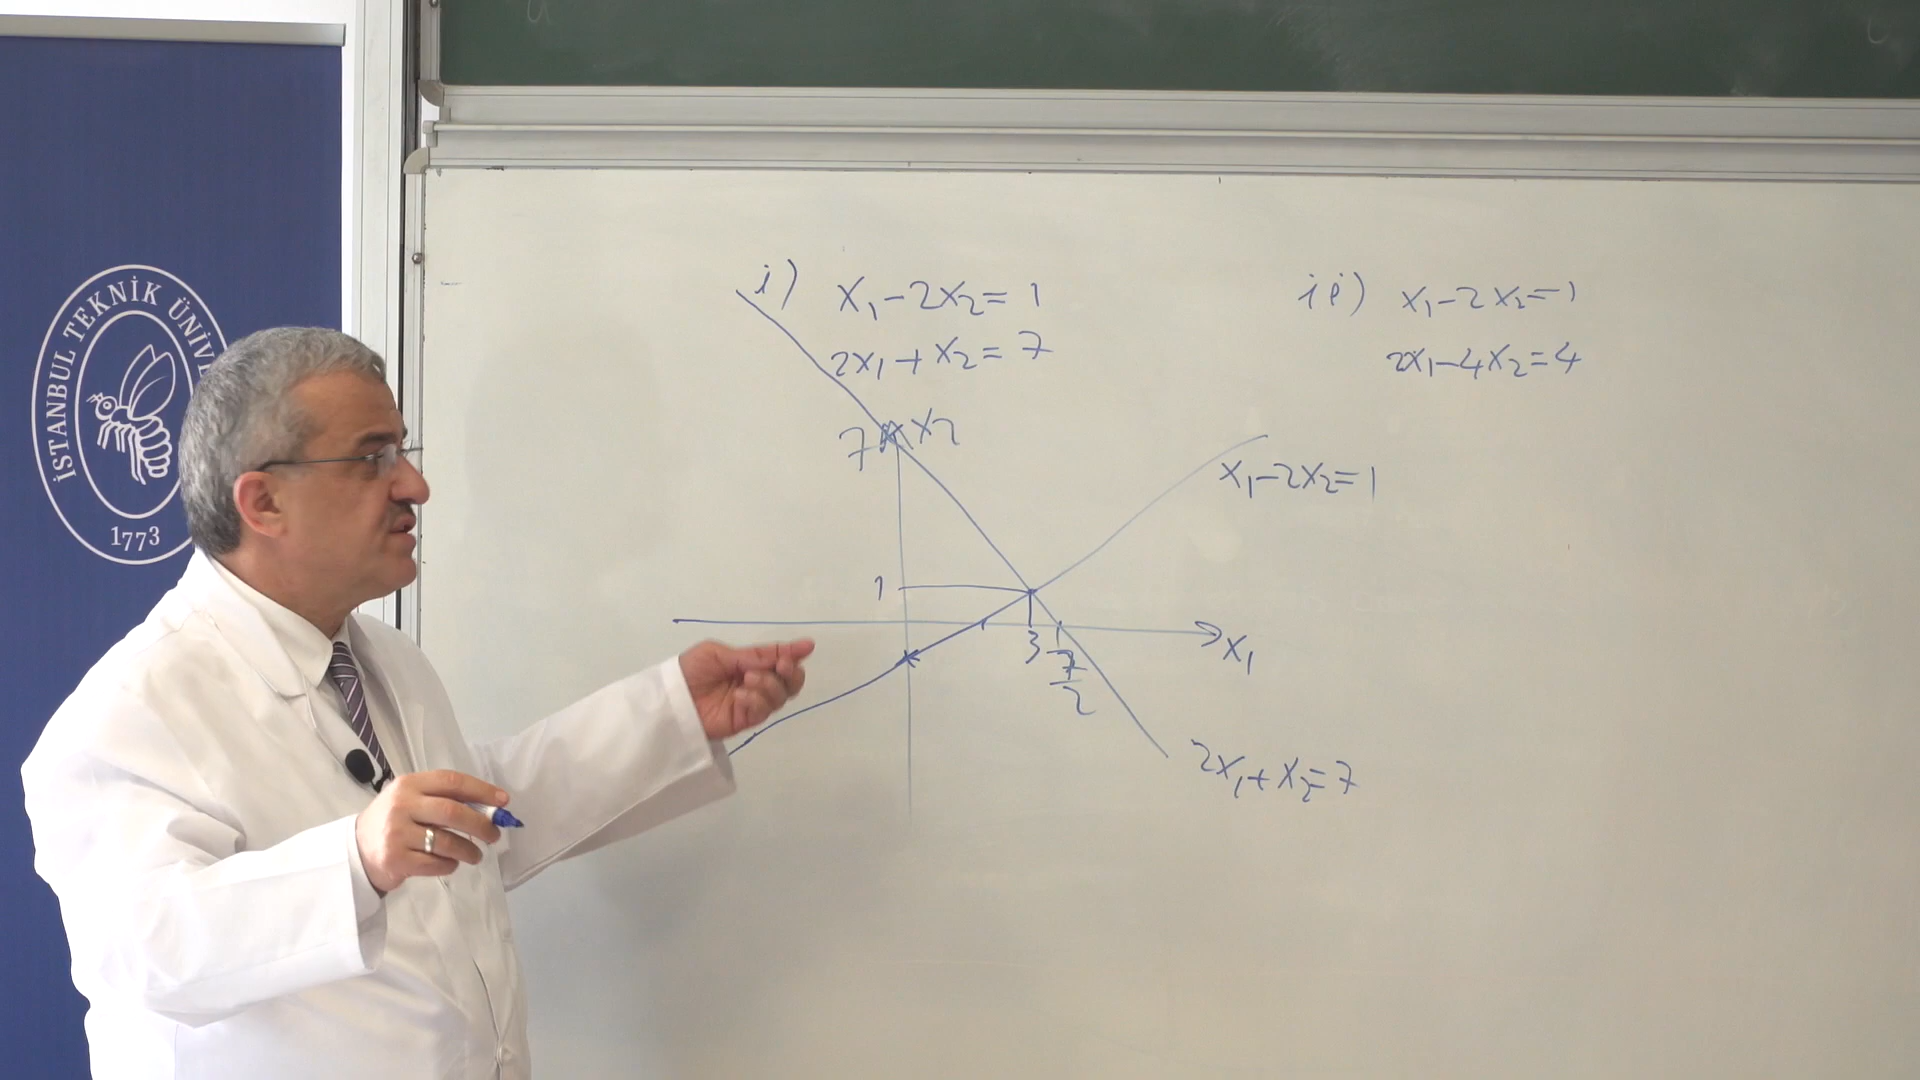 İSTANBUL TEKNİK ÜNİVE
1773
i) x₁-2x₂=1
2x₁+x₂=7
ii) x₁-2x₂=1
2x₁-4x₂=4
7 x₂
x₁-2x₂=1
1
3 7/2
x₁
2x₁+x₂=7